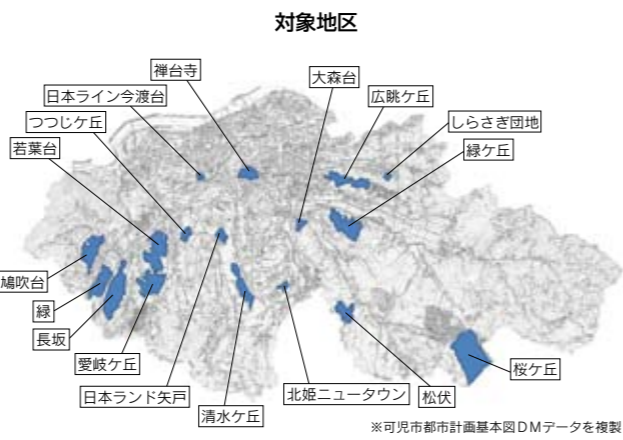 対象地区
禅台寺
日本ライン今渡台
つつじケ丘
若葉台
大森台
広眺ケ丘
しらさぎ団地
緑ケ丘
鳩吹台
緑
長坂
愛岐ケ丘
日本ランド矢戸
清水ケ丘
北姫ニュータウン
松伏
桜ケ丘
※可児市都市計画基本図DMデータを複製